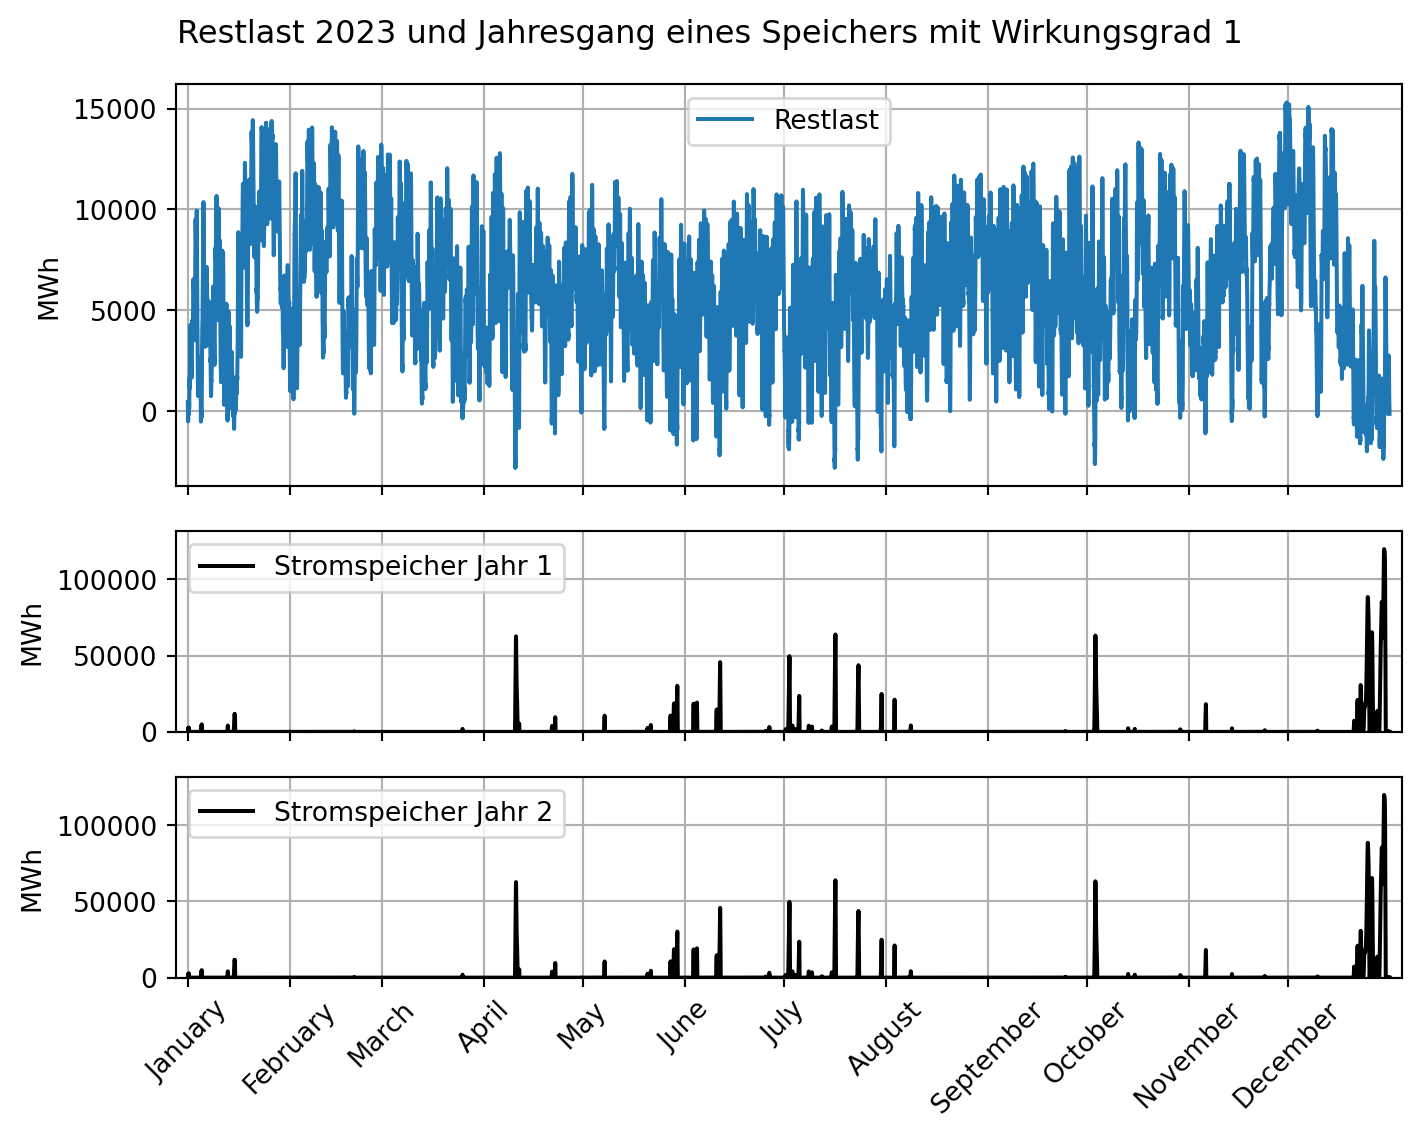 Restlast 2023 und Jahresgang eines Speichers mit Wirkungsgrad 1
15000
10000
5000
0
MWh
Restlast
100000
50000
0
MWh
Stromspeicher Jahr 1
100000
50000
0
MWh
Stromspeicher Jahr 2
January
February
March
April
May
June
July
August
September
October
November
December